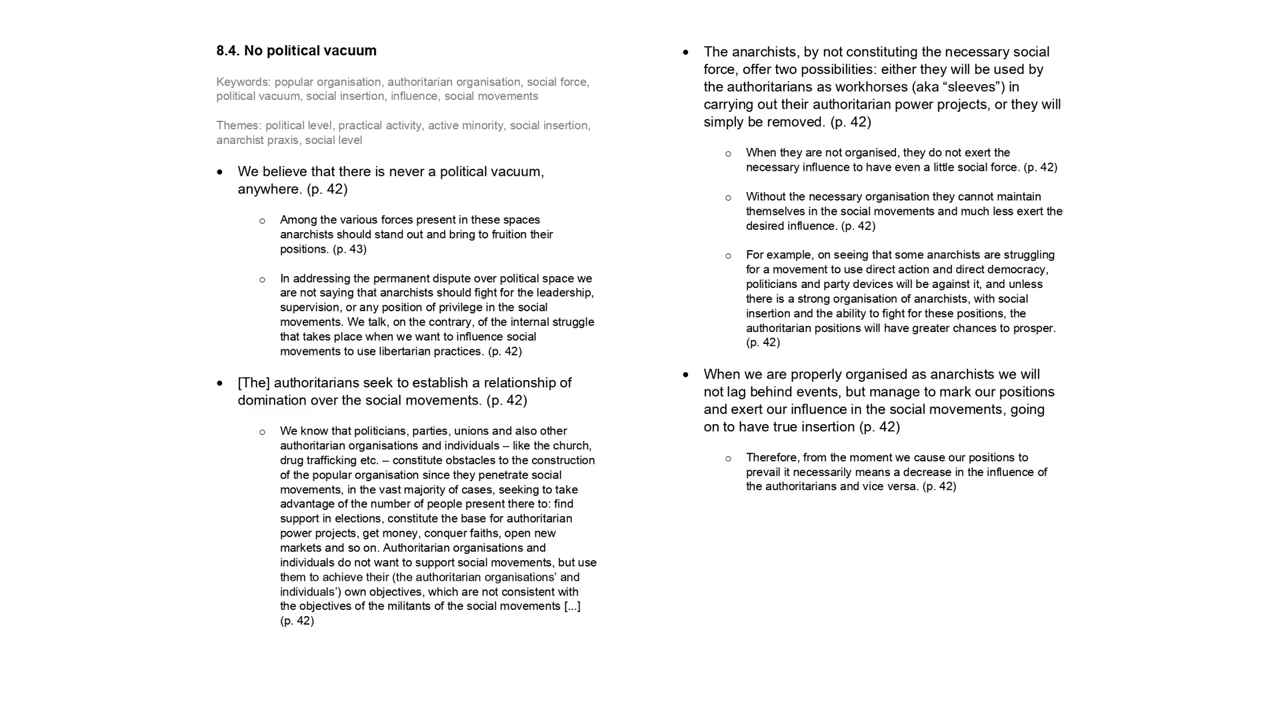 8.4. No political vacuum
Keywords: popular organisation, authoritarian organisation, social force,
political vacuum, social insertion, influence, social movements
Themes: political level, practical activity, active minority, social insertion,
anarchist praxis, social level
• We believe that there is never a political vacuum,
anywhere. (p. 42)
o Among the various forces present in these spaces
anarchists should stand out and bring to fruition their
positions. (p. 43)
o In addressing the permanent dispute over political space we
are not saying that anarchists should fight for the leadership,
supervision, or any position of privilege in the social
movements. We talk, on the contrary, of the internal struggle
that takes place when we want to influence social
movements to use libertarian practices. (p. 42)
• [The] authoritarians seek to establish a relationship of
domination over the social movements. (p. 42)
o We know that politicians, parties, unions and also other
authoritarian organisations and individuals – like the church,
drug trafficking etc. – constitute obstacles to the construction
of the popular organisation since they penetrate social
movements, in the vast majority of cases, seeking to take
advantage of the number of people present there to: find
support in elections, constitute the base for authoritarian
power projects, get money, conquer faiths, open new
markets and so on. Authoritarian organisations and
individuals do not want to support social movements, but use
them to achieve their (the authoritarian organisations’ and
individuals’) own objectives, which are not consistent with
the objectives of the militants of the social movements [...]
(p. 42)
• The anarchists, by not constituting the necessary social
force, offer two possibilities: either they will be used by
the authoritarians as workhorses (aka “sleeves”) in
carrying out their authoritarian power projects, or they will
simply be removed. (p. 42)
o When they are not organised, they do not exert the
necessary influence to have even a little social force. (p. 42)
o Without the necessary organisation they cannot maintain
themselves in the social movements and much less exert the
desired influence. (p. 42)
o For example, on seeing that some anarchists are struggling
for a movement to use direct action and direct democracy,
politicians and party devices will be against it, and unless
there is a strong organisation of anarchists, with social
insertion and the ability to fight for these positions, the
authoritarian positions will have greater chances to prosper.
(p. 42)
• When we are properly organised as anarchists we will
not lag behind events, but manage to mark our positions
and exert our influence in the social movements, going
on to have true insertion (p. 42)
o Therefore, from the moment we cause our positions to
prevail it necessarily means a decrease in the influence of
the authoritarians and vice versa. (p. 42)